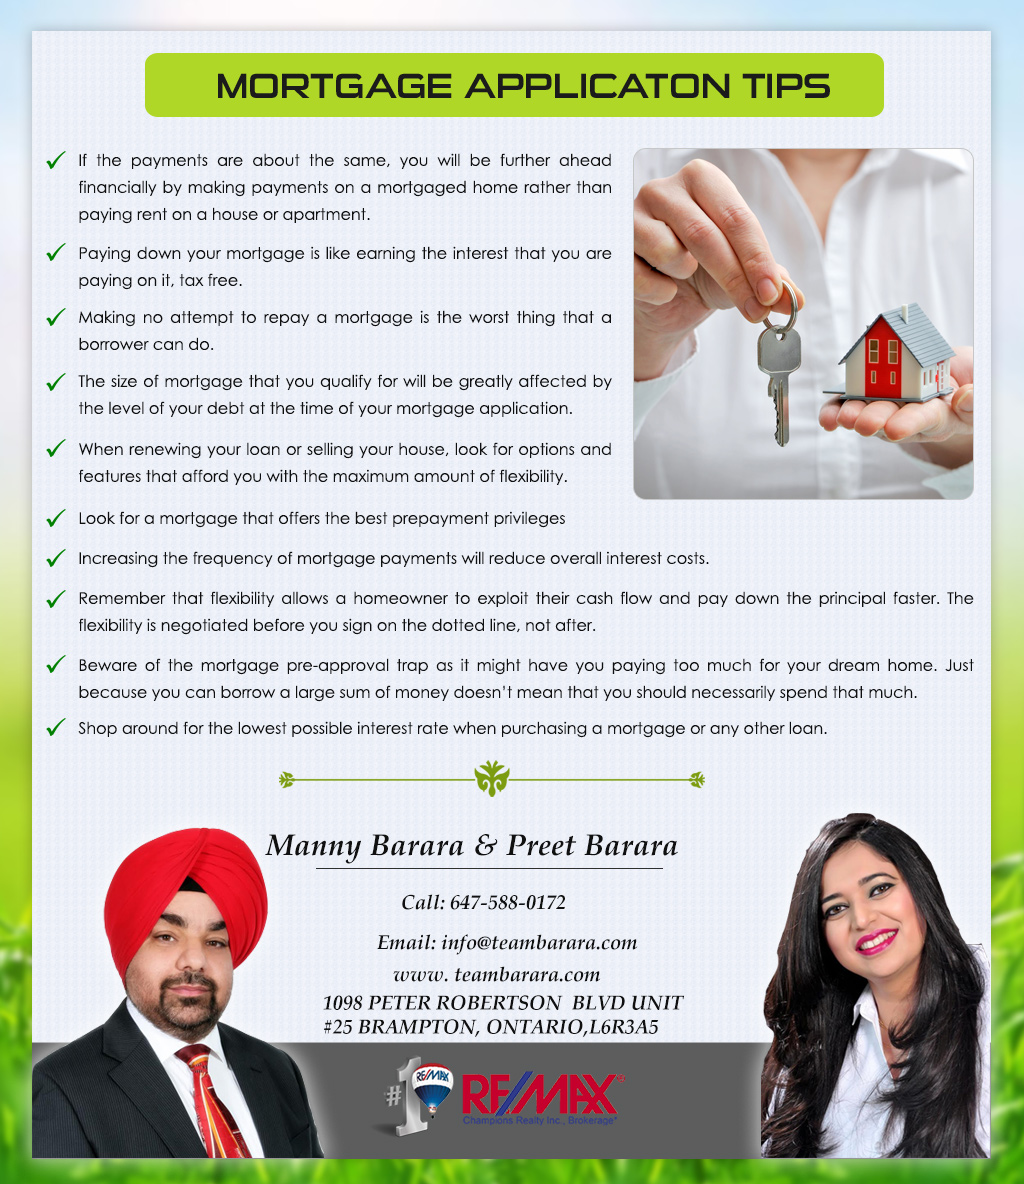 MORTGAGE APPLICATON TIPS
If the payments are about the same, you will be further ahead
financially by making payments on a mortgaged home rather than
paying rent on a house or apartment.
Paying down your mortgage is like earning the interest that you are
paying on it, tax free.
Making no attempt to repay a mortgage is the worst thing that a
borrower can do.
The size of mortgage that you qualify for will be greatly affected by
the level of your debt at the time of your mortgage application.
When renewing your loan or selling your house, look for options and
features that afford you with the maximum amount of flexibility.
Look for a mortgage that offers the best prepayment privileges
Increasing the frequency of mortgage payments will reduce overall interest costs.
Remember that flexibility allows a homeowner to exploit their cash flow and pay down the principal faster. The
flexibility is negotiated before you sign on the dotted line, not after.
Beware of the mortgage pre-approval trap as it might have you paying too much for your dream home. Just
because you can borrow a large sum of money doesn't mean that you should necessarily spend that much.
Shop around for the lowest possible interest rate when purchasing a mortgage or any other loan.
Manny Barara & Preet Barara
Call: 647-588-0172
Email: info@teambarara.com
www. teambarara.com
1098 PETER ROBERTSON BLVD UNIT
#25 BRAMPTON, ONTARIO,L6R3A5
#1 RE/MAX
RE/MAX
Champions Realty Inc., Brokerage*